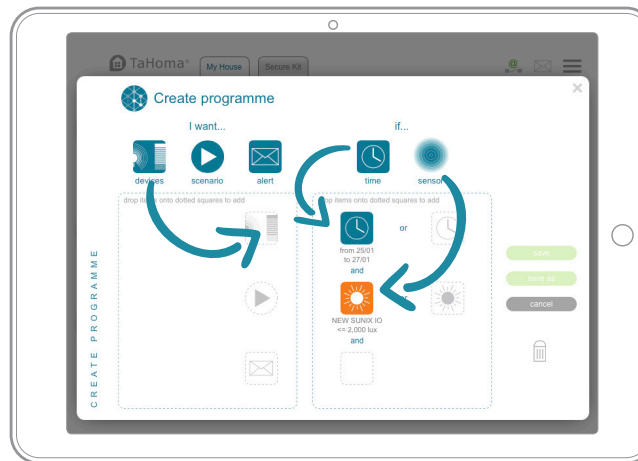 TaHoma®
My House
Secure Kit
Create programme
I want...
if...
devices
scenario
alert
time
drop items onto dotted squares to add
items onto dotted squares to add
or
from 25/01
to 27/01
and
save
save as
cancel
NEW SUNIX IO
<= 2,000 lux
and
CREATE PROGRAMME